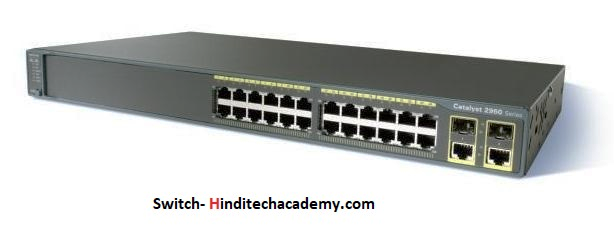 Catalyst 2960 Series
Switch- Hinditechacademy.com